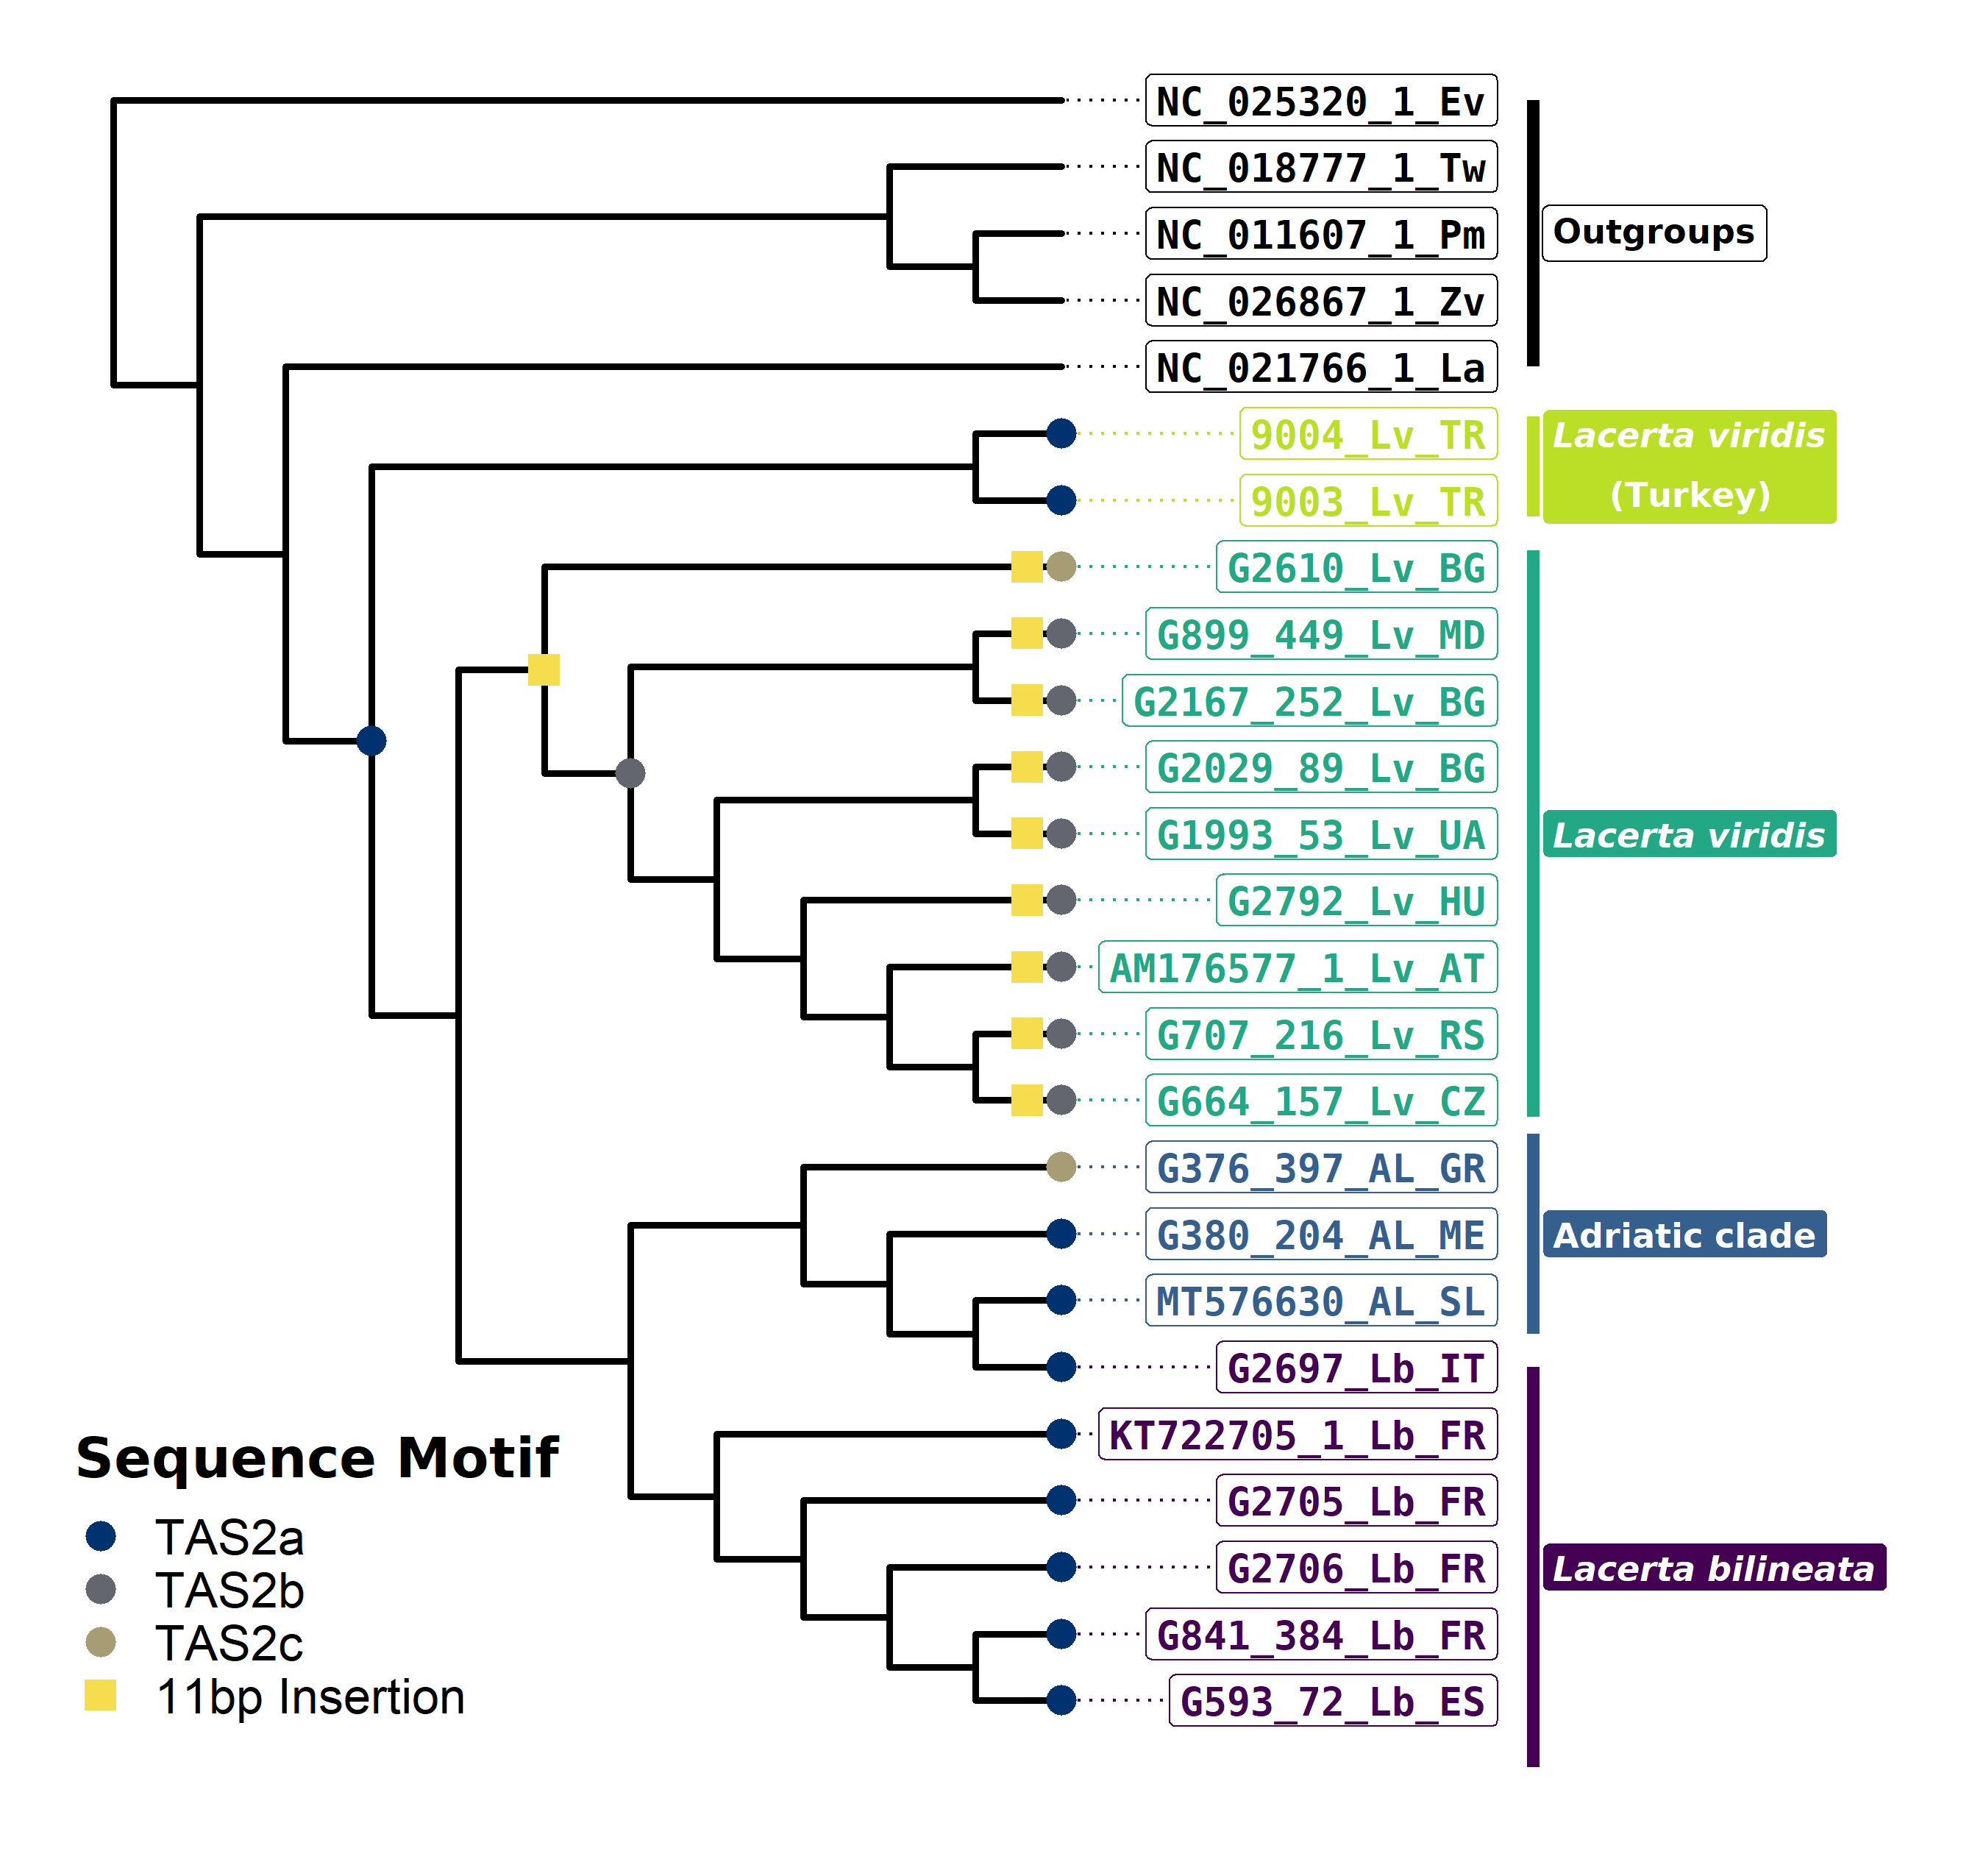 NC_025320_1_Ev
NC_018777_1_Tw
NC_011607_1_Pm
NC_026867_1_Zv
NC_021766_1_La
Outgroups
9004_Lv_TR
9003_Lv_TR
Lacerta viridis
(Turkey)
G2610_Lv_BG
G899_449_Lv_MD
G2167_252_Lv_BG
G2029_89_Lv_BG
G1993_53_Lv_UA
G2792_Lv_HU
AM176577_1_Lv_AT
G707_216_Lv_RS
G664_157_Lv_CZ
Lacerta viridis
G376_397_AL_GR
G380_204_AL_ME
MT576630_AL_SL
Adriatic clade
G2697_Lb_IT
KT722705_1_Lb_FR
G2705_Lb_FR
G2706_Lb_FR
G841_384_Lb_FR
G593_72_Lb_ES
Lacerta bilineata
Sequence Motif
TAS2a
TAS2b
TAS2c
11bp Insertion